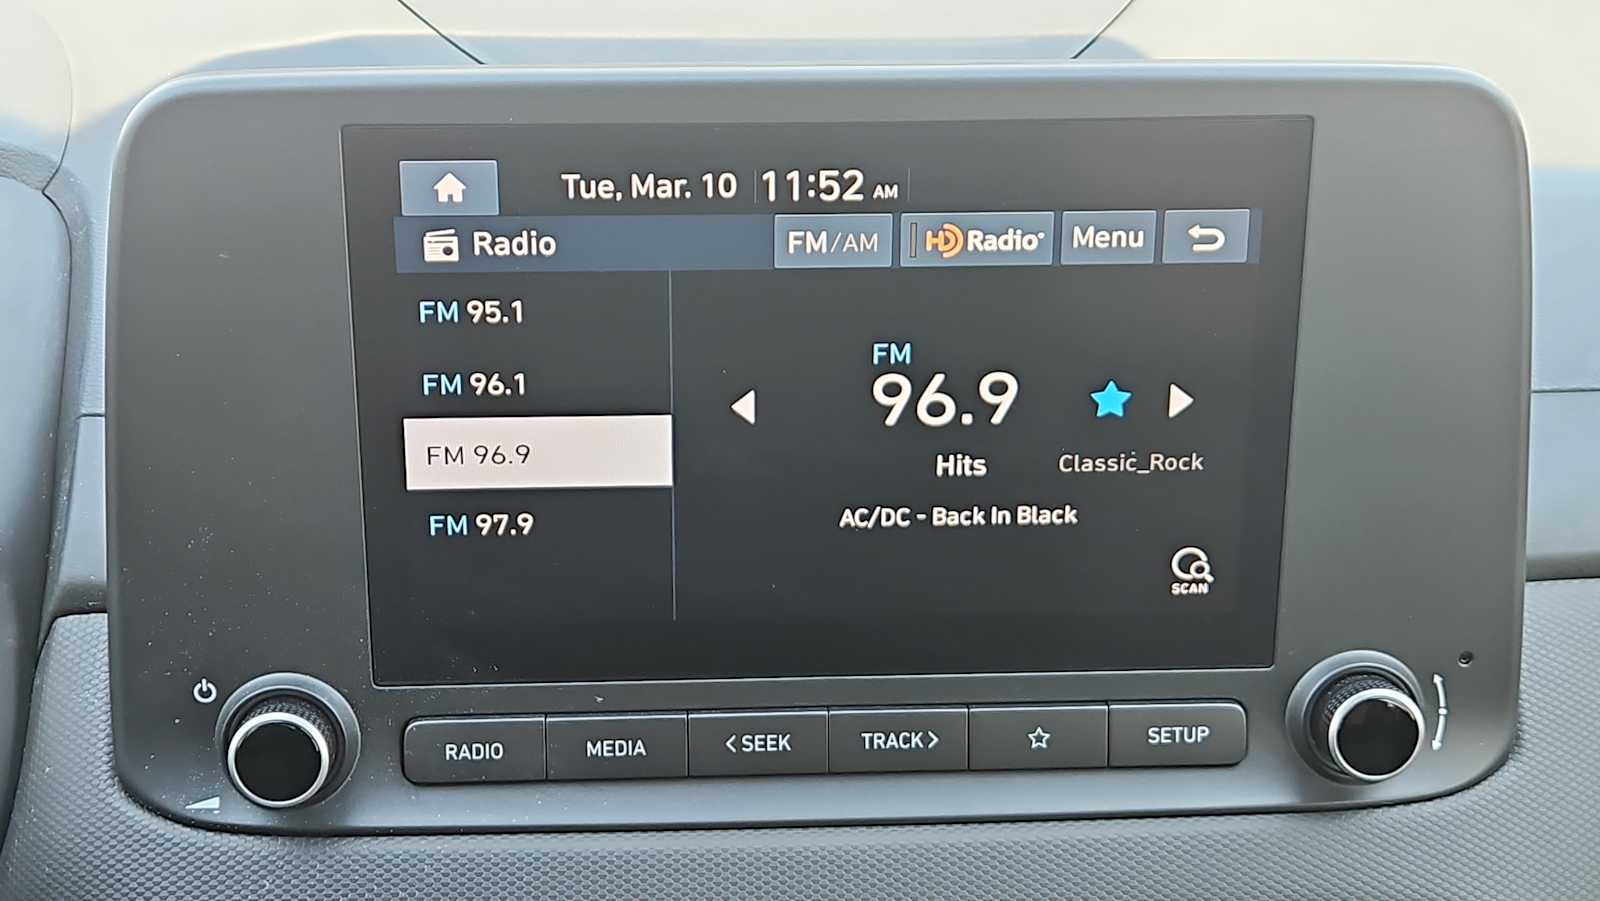 Tue, Mar. 10 11:52 AM
Radio FM/AM HD Radio Menu
FM 95.1
FM 96.1
FM 96.9
FM 97.9
FM
96.9
Hits Classic_Rock
AC/DC - Back In Black
SCAN
RADIO MEDIA < SEEK TRACK > SETUP